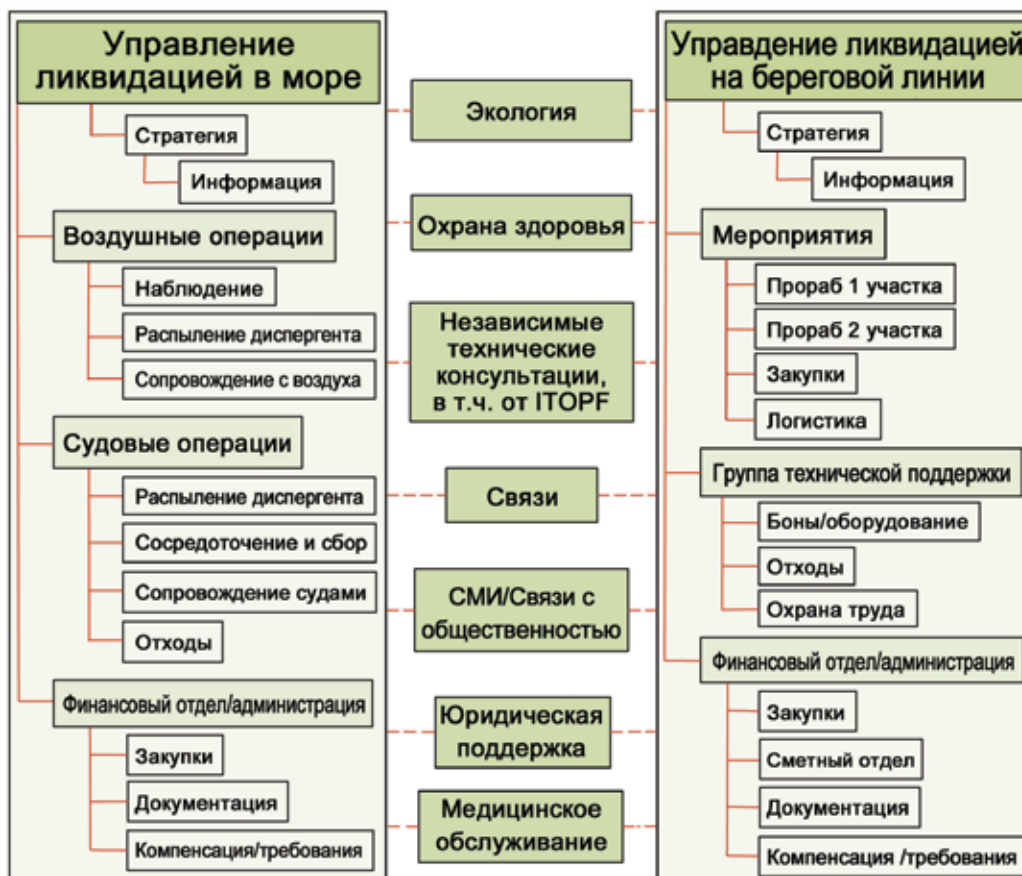 Управление
ликвидацией в море
Стратегия
Информация
Воздушные операции
Наблюдение
Распыление диспергента
Сопровождение с воздуха
Судовые операции
Распыление диспергента
Сосредоточение и сбор
Сопровождение судами
Отходы
Финансовый отдел/администрация
Закупки
Документация
Компенсация/требования
Экология
Охрана здоровья
Независимые
технические
консультации,
в т.ч. от ITOPF
Связи
СМИ/Связи с
общественностью
Юридическая
поддержка
Медицинское
обслуживание
Управдение ликвидацией
на береговой линии
Стратегия
Информация
Мероприятия
Прораб 1 участка
Прораб 2 участка
Закупки
Логистика
Группа технической поддержки
Боны/оборудование
Отходы
Охрана труда
Финансовый отдел/администрация
Закупки
Сметный отдел
Документация
Компенсация /требования